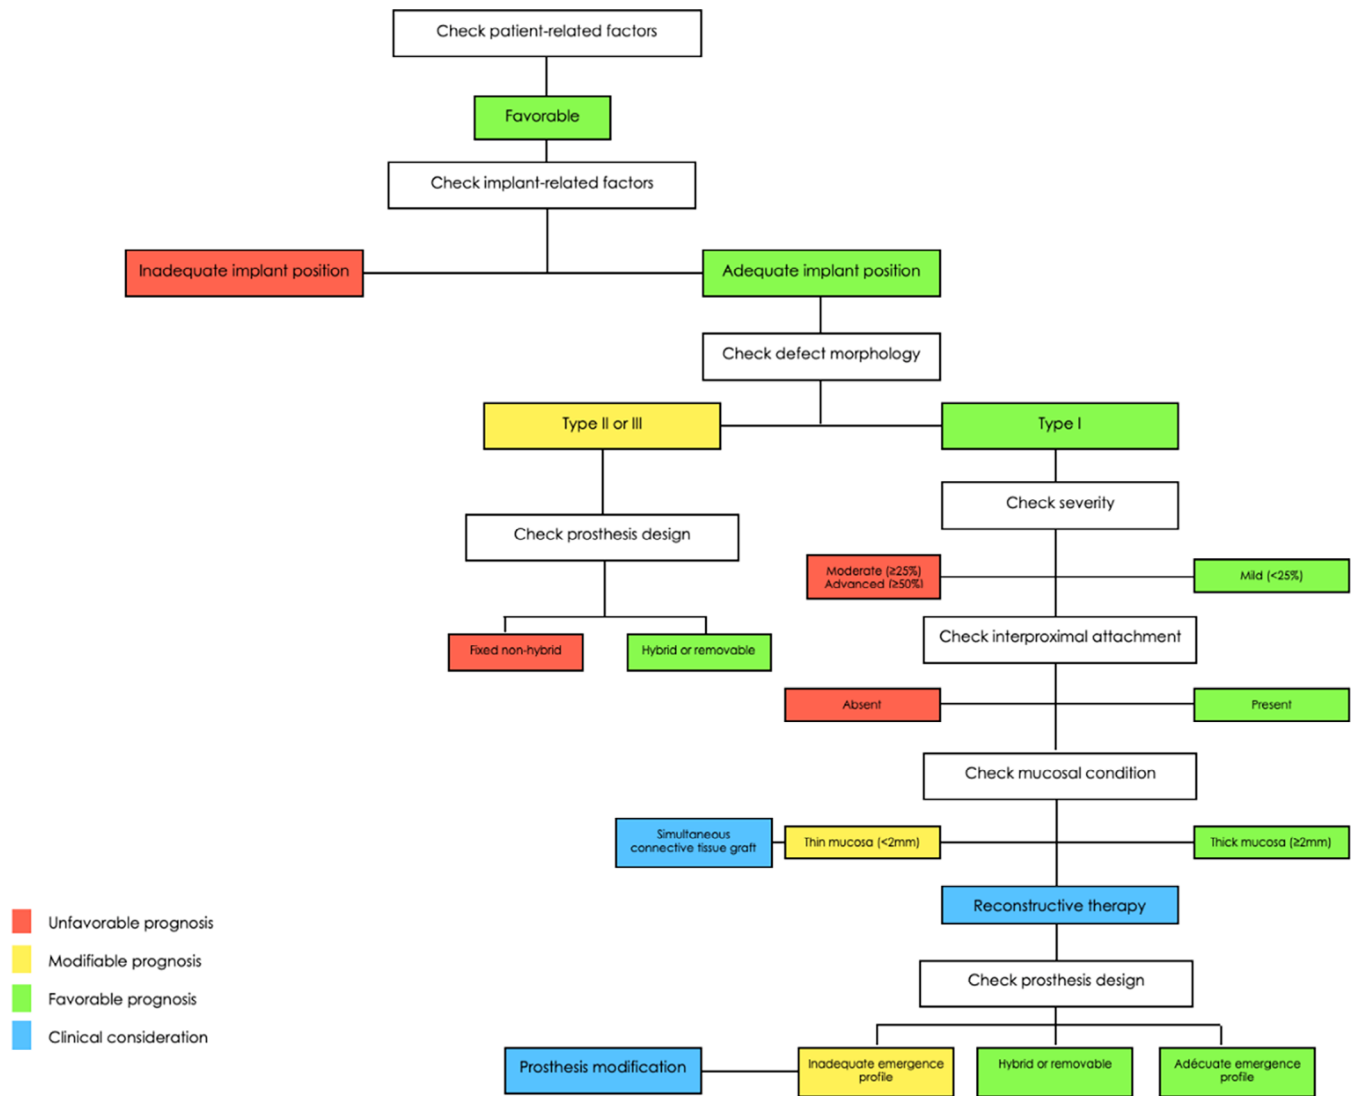 Check patient-related factors
Favorable
Check implant-related factors
Inadequate implant position
Adequate implant position
Check defect morphology
Type II or III
Type I
Check severity
Check prosthesis design
Moderate (≥25%)
Advanced (≥50%)
Mild (<25%)
Check interproximal attachment
Fixed non-hybrid
Hybrid or removable
Absent
Present
Check mucosal condition
Simultaneous
connective tissue graft
Thin mucosa (<2mm)
Thick mucosa (≥2mm)
Reconstructive therapy
Unfavorable prognosis
Modifiable prognosis
Favorable prognosis
Clinical consideration
Check prosthesis design
Prosthesis modification
Inadequate emergence
profile
Hybrid or removable
Adécuate emergence
profile